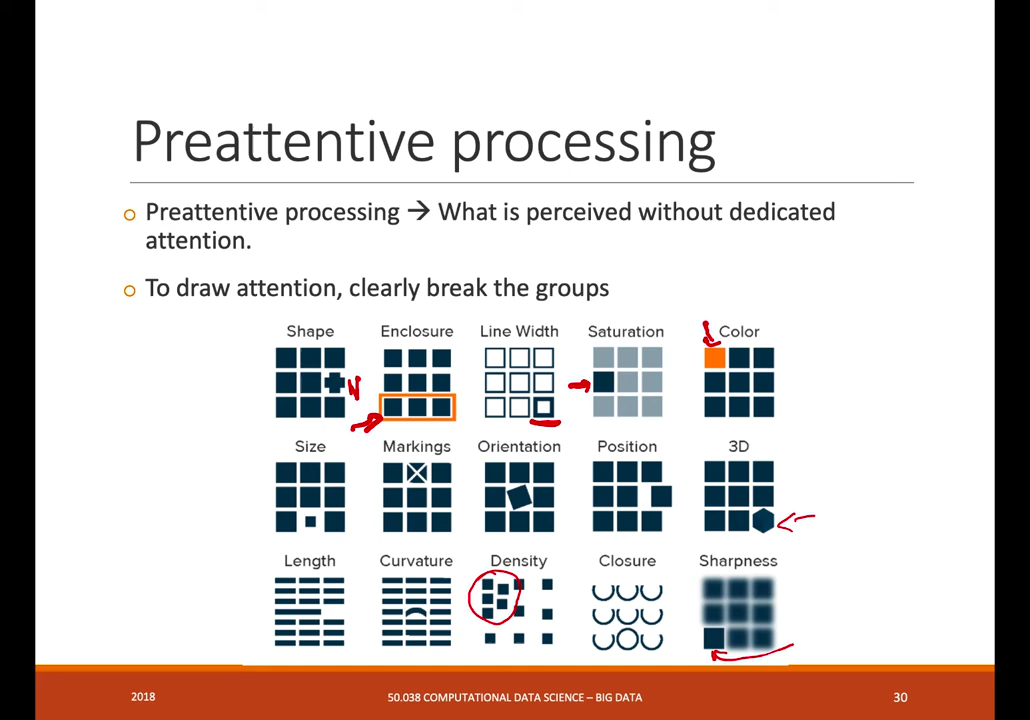 Preattentive processing
o Preattentive processing → What is perceived without dedicated
attention.
o To draw attention, clearly break the groups
Shape Enclosure Line Width Saturation Color
Size Markings Orientation Position 3D
Length Curvature Density Closure Sharpness
2018 50.038 COMPUTATIONAL DATA SCIENCE – BIG DATA 30